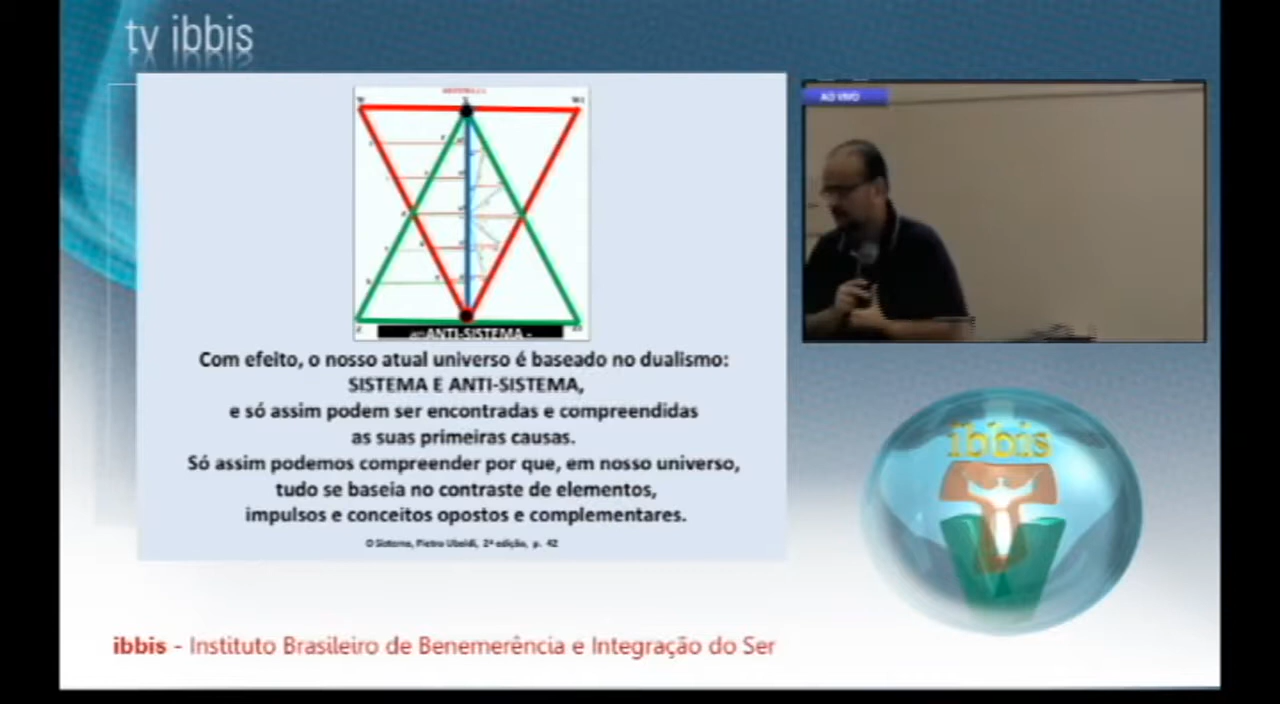 tv ibbis
AO VIVO
ANTI-SISTEMA -
Com efeito, o nosso atual universo é baseado no dualismo:
SISTEMA E ANTI-SISTEMA,
e só assim podem ser encontradas e compreendidas
as suas primeiras causas.
Só assim podemos compreender por que, em nosso universo,
tudo se baseia no contraste de elementos,
impulsos e conceitos opostos e complementares.
O Sistema, Pietro Ubaldi, 2ª edição, p. 42
ibbis
ibbis - Instituto Brasileiro de Benemerência e Integração do Ser